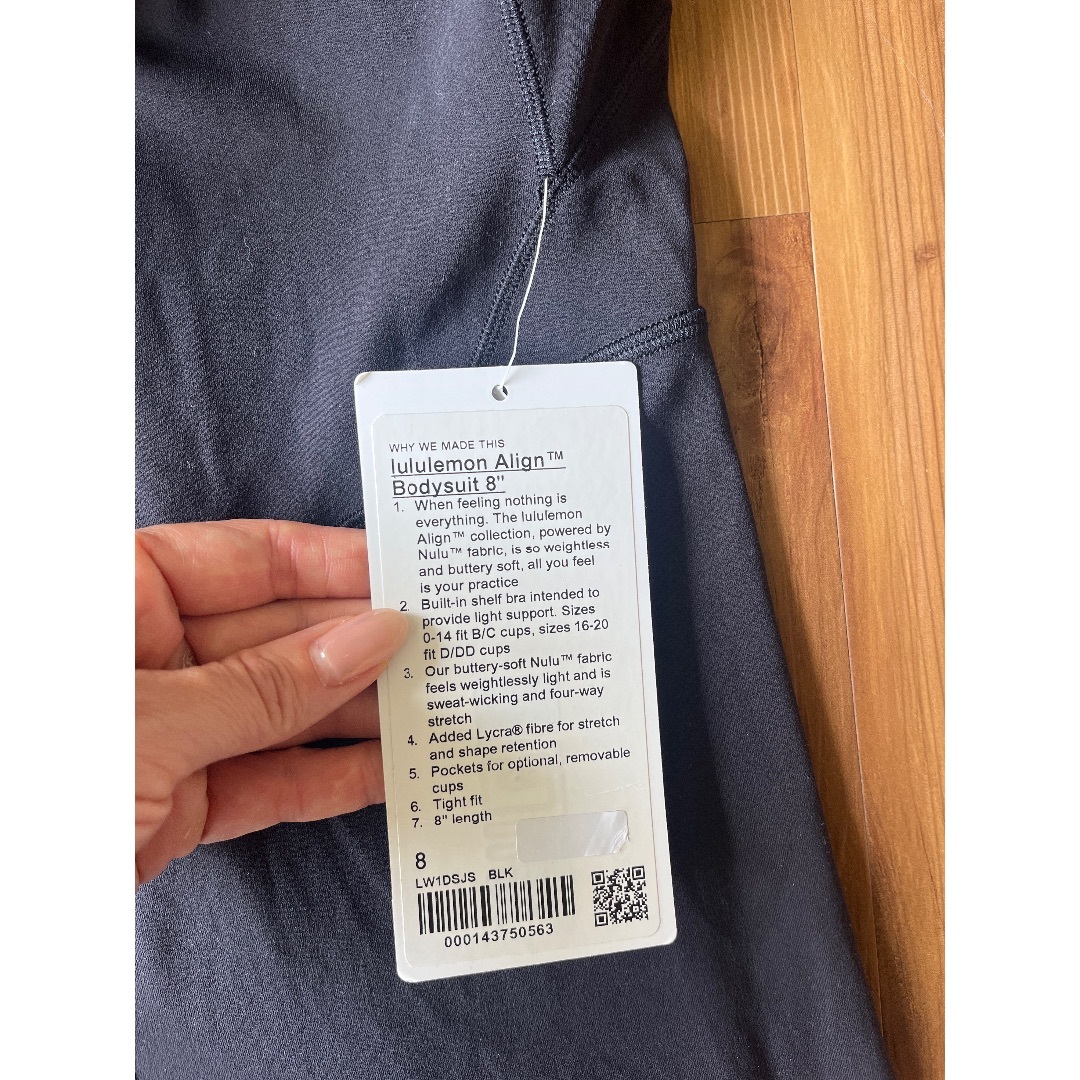 WHY WE MADE THIS
lululemon Align™
Bodysuit 8"
1. When feeling nothing is
everything. The lululemon
Align™ collection, powered by
Nulu™ fabric, is so weightless
and buttery soft, all you feel
is your practice
2. Built-in shelf bra intended to
provide light support. Sizes
0-14 fit B/C cups, sizes 16-20
fit D/DD cups
3. Our buttery-soft Nulu™ fabric
feels weightlessly light and is
sweat-wicking and four-way
stretch
4. Added Lycra® fibre for stretch
and shape retention
5. Pockets for optional, removable
cups
6. Tight fit
7. 8" length
8
LW1DSJS BLK
000143750563